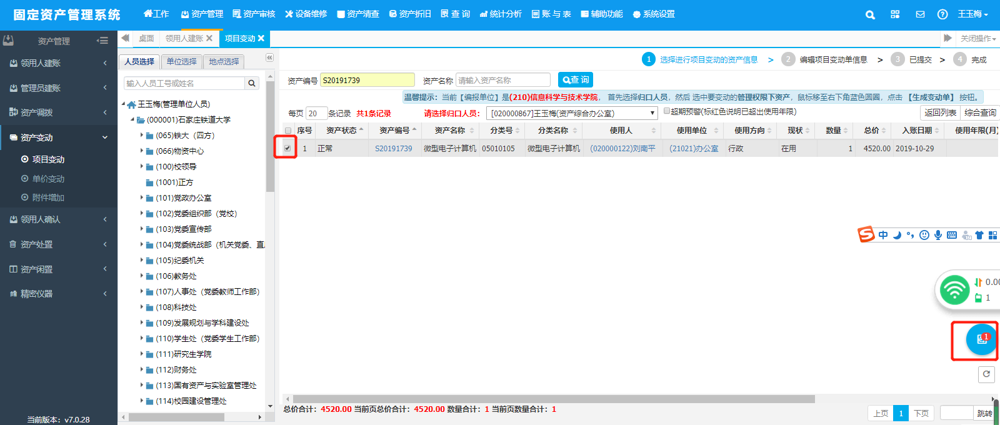 固定资产管理系统
工作 资产管理 资产审核 设备维修 资产清查 资产折旧 查 询 统计分析 账 与 表 辅助功能 系统设置 王玉梅
资产管理
桌面 领用人建账 项目变动 关闭操作
领用人建账
管理员建账
资产调拨
资产变动
项目变动
单价变动
附件增加
领用人确认
资产处置
资产闲置
精密仪器
当前版本：v7.0.28
人员选择 单位选择 地点选择
输入人员工号或姓名
王玉梅(管理单位人员)
(000001)石家庄铁道大学
(065)铁大（四方）
(066)物资中心
(100)校领导
(1001)正方
(101)党政办公室
(102)党委组织部（党校）
(103)党委宣传部
(104)党委统战部（机关党委、直
(105)纪委机关
(106)教务处
(107)人事处（党委教师工作部）
(108)科技处
(109)发展规划与学科建设处
(110)学生处（党委学生工作部）
(111)研究生学院
(112)财务处
(113)国有资产与实验室管理处
(114)校园建设管理处
1 选择进行项目变动的资产信息 > 2 编辑项目变动单信息 > 3 已提交 > 4 完成
资产编号 S20191739 资产名称 请输入资产名称 查 询
温馨提示：当前【编报单位】是(210)信息科学与技术学院， 首先选择归口人员，然后 选中要变动的管理权限下资产，鼠标移至右下角蓝色圆圈，点击 【生成变动单】 按钮。
每页 20 条记录 共1条记录 请选择归口人员： [020000867]王玉梅(资产综合办公室) 超期预警(标红色说明已超出使用年限) 返回列表 综合查询
序号 资产状态 资产编号 资产名称 分类号 分类名称 使用人 使用单位 使用方向 现状 数量 总价 入账日期 使用年限(月)
1 正常 S20191739 微型电子计算机 05010105 微型电子计算机 (020000122)刘南平 (21021)办公室 行政 在用 1 4520.00 2019-10-29
中
0.00
1
1
总价合计：4520.00 当前页总价合计：4520.00 数量合计：1 当前页数量合计：1
上页 1 下页 跳转